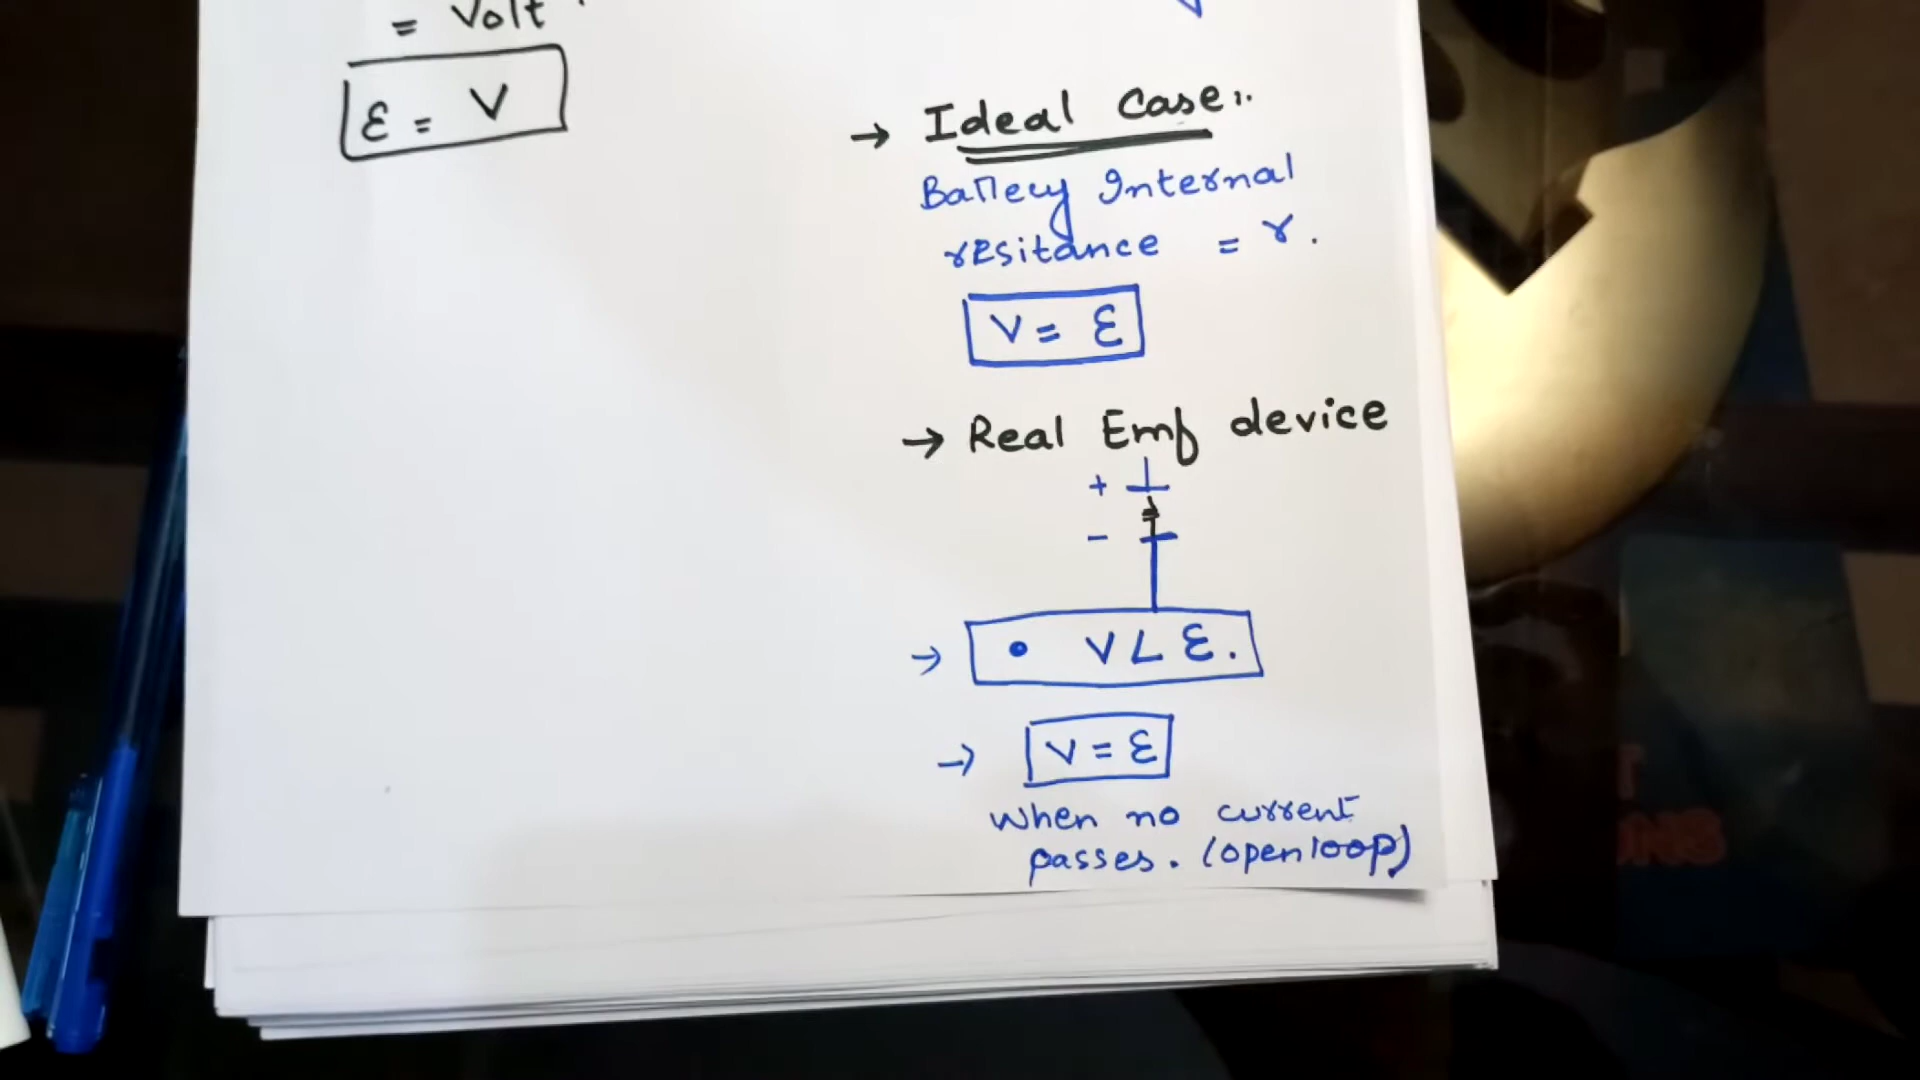 = Volt
ε = V
→ Ideal Case:.
Battery Internal
resitance = r.
V = ε
→ Real Emf device
+
-
→ • V < ε.
→ V = ε
When no current
passes. (open loop)